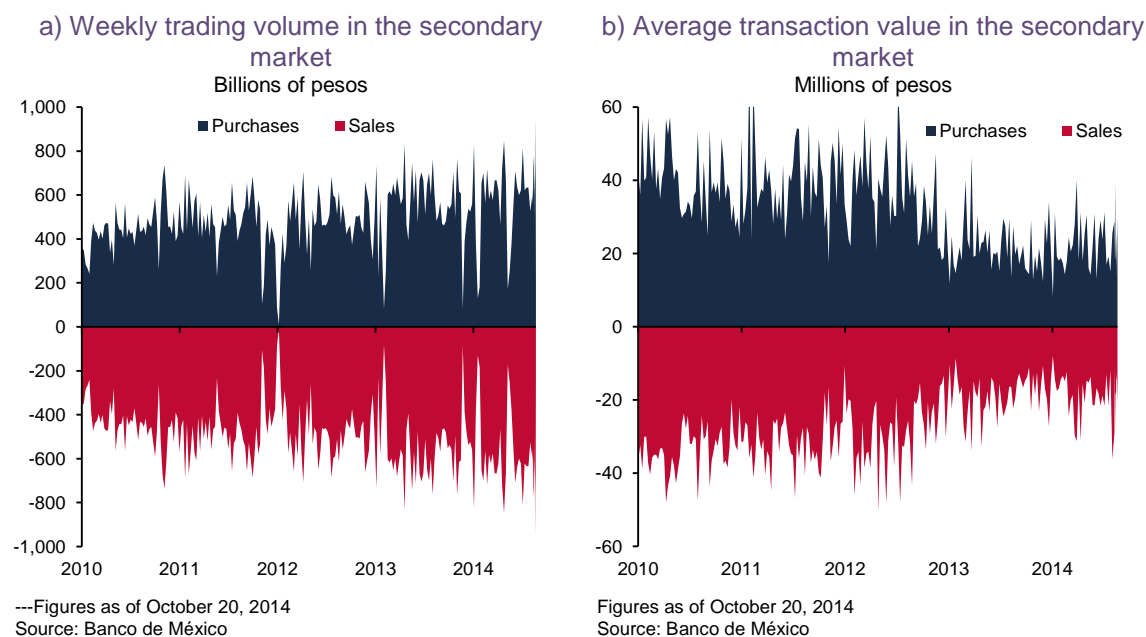 a) Weekly trading volume in the secondary
market
Billions of pesos
1,000
800
600
400
200
0
-200
-400
-600
-800
-1,000
Purchases
Sales
2010
2011
2012
2013
2014
---Figures as of October 20, 2014
Source: Banco de México
b) Average transaction value in the secondary
market
Millions of pesos
60
40
20
0
-20
-40
-60
Purchases
Sales
2010
2011
2012
2013
2014
Figures as of October 20, 2014
Source: Banco de México